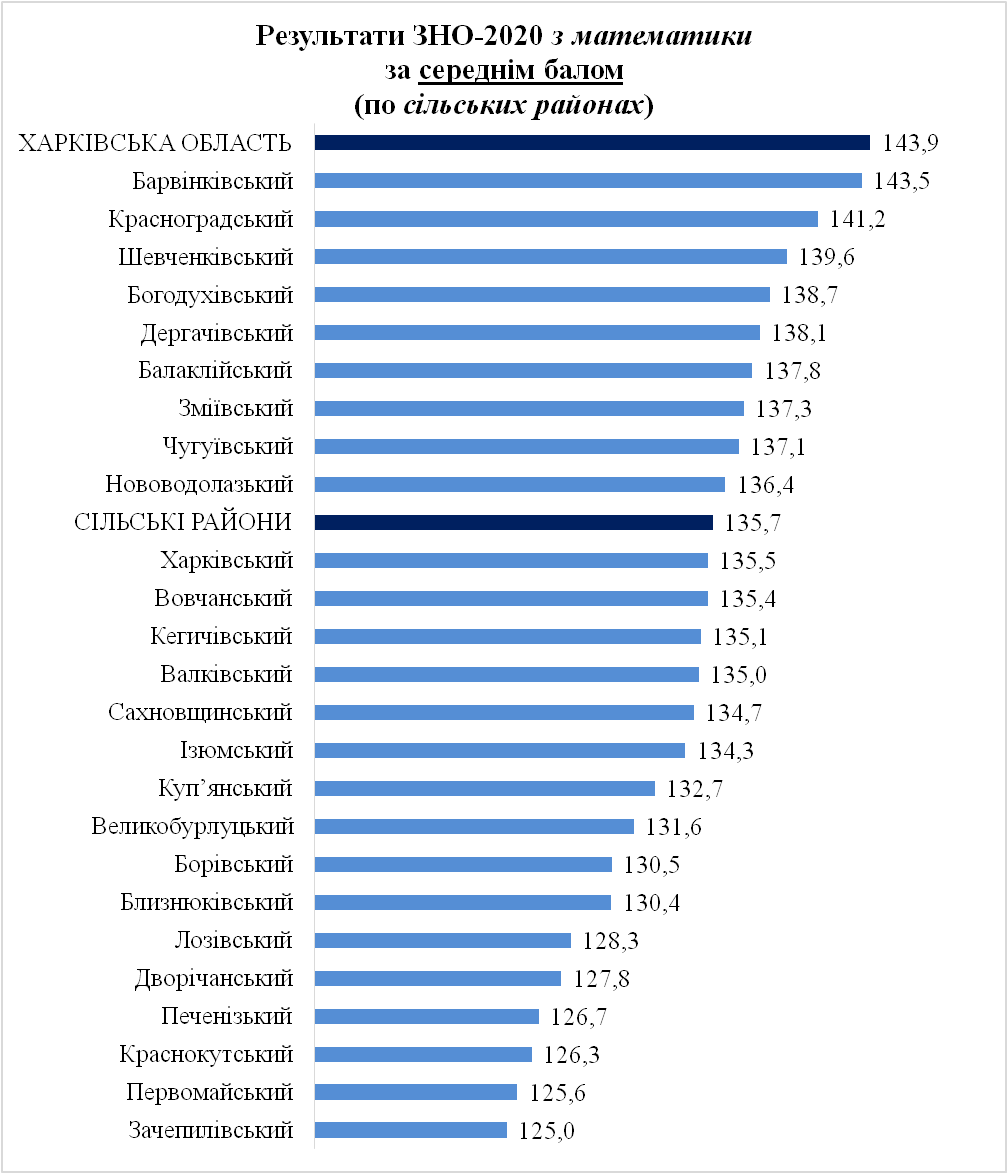 Результати ЗНО-2020 з математики
за середнім балом
(по сільських районах)
ХАРКІВСЬКА ОБЛАСТЬ 143,9
Барвінківський 143,5
Красноградський 141,2
Шевченківський 139,6
Богодухівський 138,7
Дергачівський 138,1
Балаклійський 137,8
Зміївський 137,3
Чугуївський 137,1
Нововодолазький 136,4
СІЛЬСЬКІ РАЙОНИ 135,7
Харківський 135,5
Вовчанський 135,4
Кегичівський 135,1
Валківський 135,0
Сахновщинський 134,7
Ізюмський 134,3
Куп’янський 132,7
Великобурлуцький 131,6
Борівський 130,5
Близнюківський 130,4
Лозівський 128,3
Дворічанський 127,8
Печенізький 126,7
Краснокутський 126,3
Первомайський 125,6
Зачепилівський 125,0